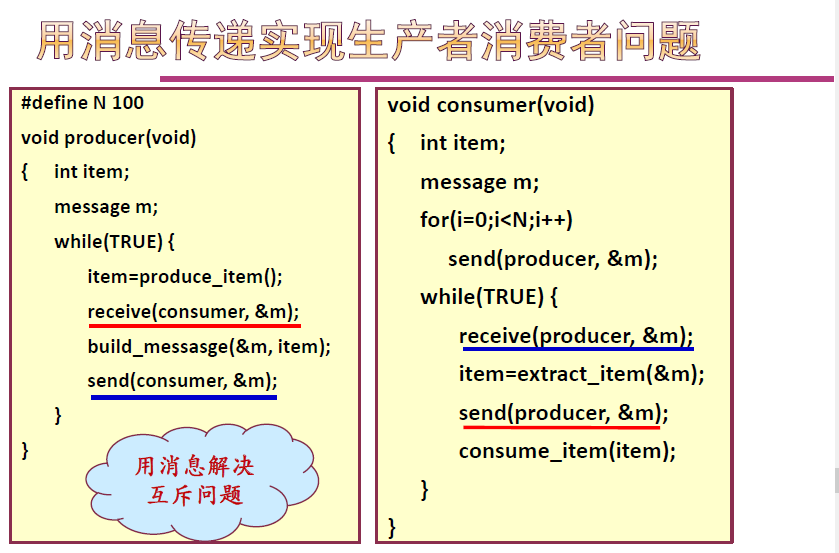 用消息传递实现生产者消费者问题
#define N 100
void producer(void)
{ int item;
message m;
while(TRUE) {
item=produce_item();
receive(consumer, &m);
build_messasge(&m, item);
send(consumer, &m);
}
}
用消息解决
互斥问题
void consumer(void)
{ int item;
message m;
for(i=0;i<N;i++)
send(producer, &m);
while(TRUE) {
receive(producer, &m);
item=extract_item(&m);
send(producer, &m);
consume_item(item);
}
}